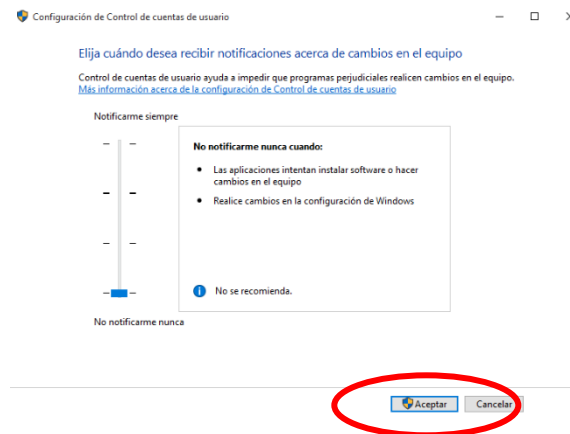 Configuración de Control de cuentas de usuario
Elija cuándo desea recibir notificaciones acerca de cambios en el equipo
Control de cuentas de usuario ayuda a impedir que programas perjudiciales realicen cambios en el equipo.
Más información acerca de la configuración de Control de cuentas de usuario
Notificarme siempre
No notificarme nunca cuando:
Las aplicaciones intentan instalar software o hacer
cambios en el equipo
Realice cambios en la configuración de Windows
No se recomienda.
No notificarme nunca
Aceptar Cancelar